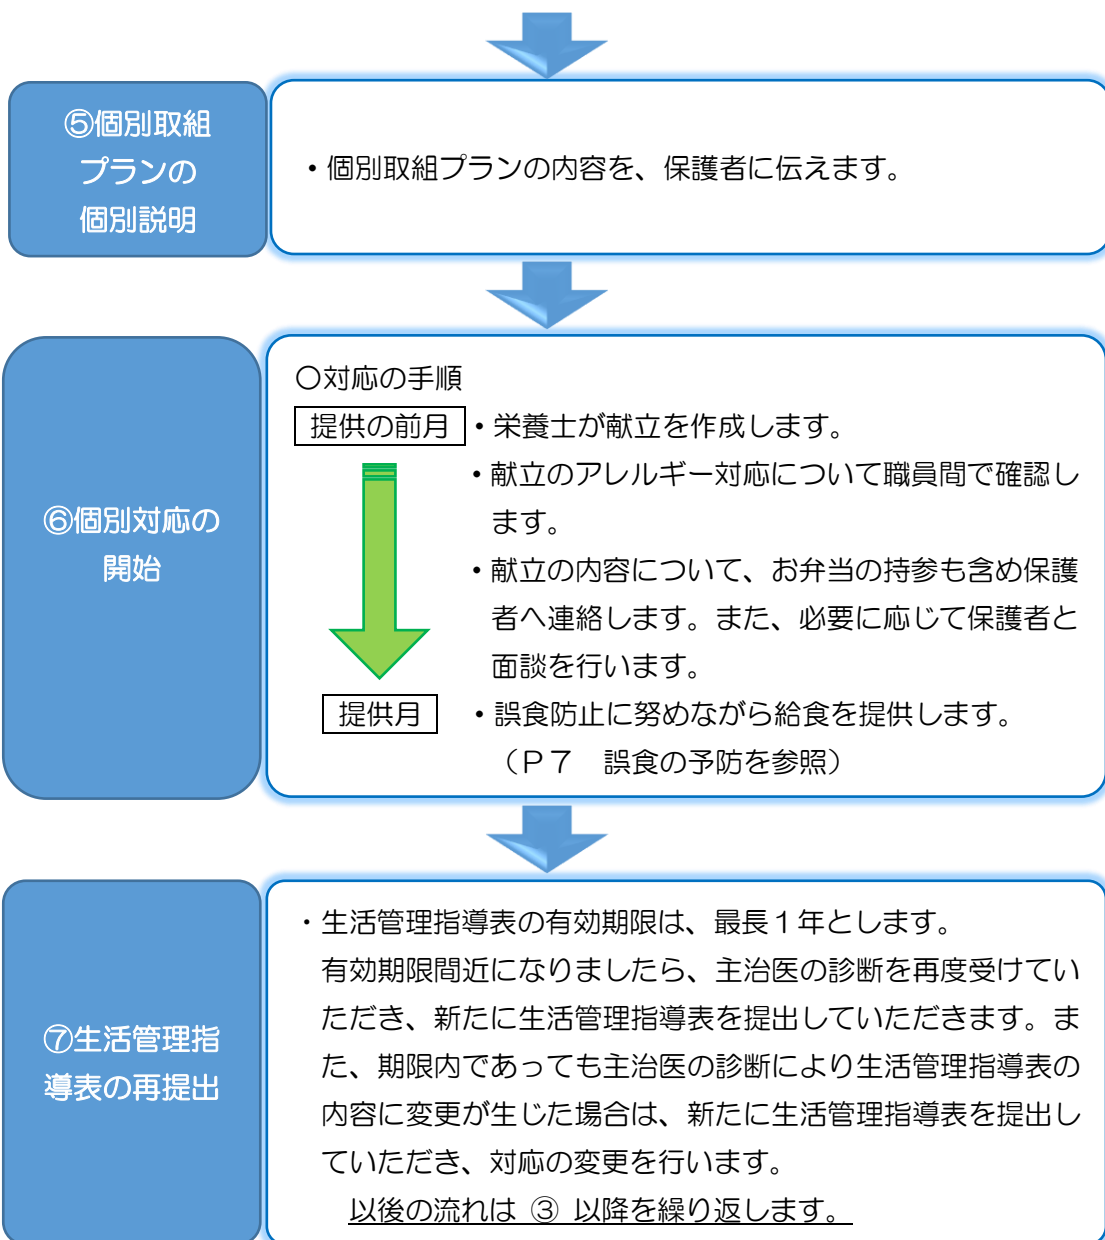 ⑤個別取組
プランの
個別説明
・個別取組プランの内容を、保護者に伝えます。
⑥個別対応の
開始
〇対応の手順
提供の前月 ・栄養士が献立を作成します。
・献立のアレルギー対応について職員間で確認し
ます。
・献立の内容について、お弁当の持参も含め保護
者へ連絡します。また、必要に応じて保護者と
面談を行います。
提供月 ・誤食防止に努めながら給食を提供します。
（Ｐ７　誤食の予防を参照）
⑦生活管理指
導表の再提出
・生活管理指導表の有効期限は、最長１年とします。
有効期限間近になりましたら、主治医の診断を再度受けてい
ただき、新たに生活管理指導表を提出していただきます。ま
た、期限内であっても主治医の診断により生活管理指導表の
内容に変更が生じた場合は、新たに生活管理指導表を提出し
ていただき、対応の変更を行います。
以後の流れは ③ 以降を繰り返します。